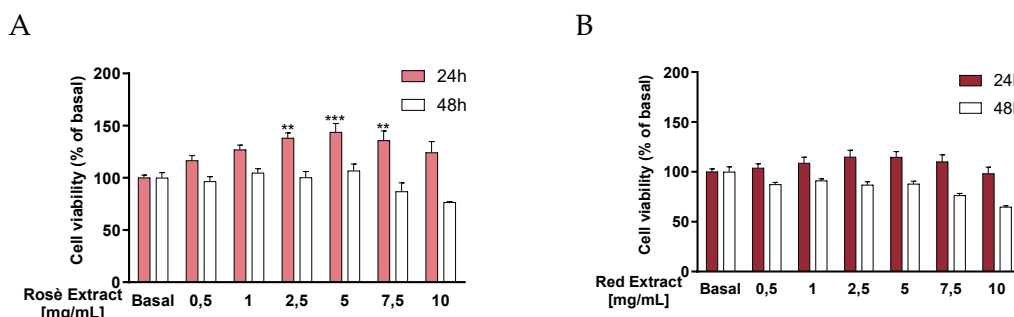 A
B
Cell viability (% of basal)
200
150
100
50
0
24h
48h
**
***
**
Rosè Extract
[mg/mL]
Basal 0,5 1 2,5 5 7,5 10
Cell viability (% of basal)
200
150
100
50
0
24h
48h
Red Extract
[mg/mL]
Basal 0,5 1 2,5 5 7,5 10